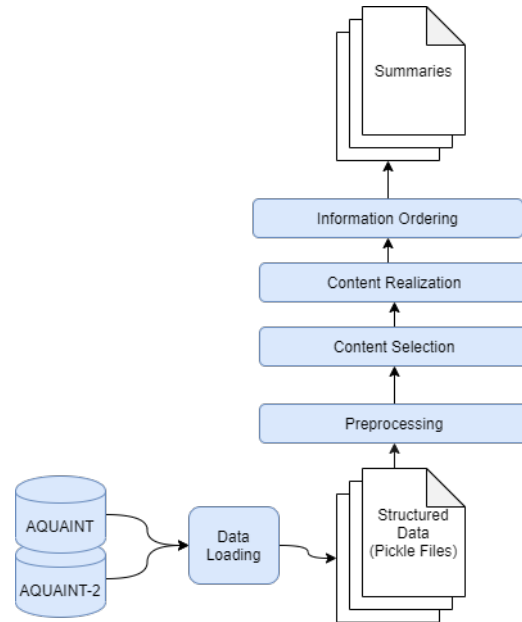 Summaries
Information Ordering
Content Realization
Content Selection
Preprocessing
AQUAINT
AQUAINT-2
Data
Loading
Structured
Data
(Pickle Files)